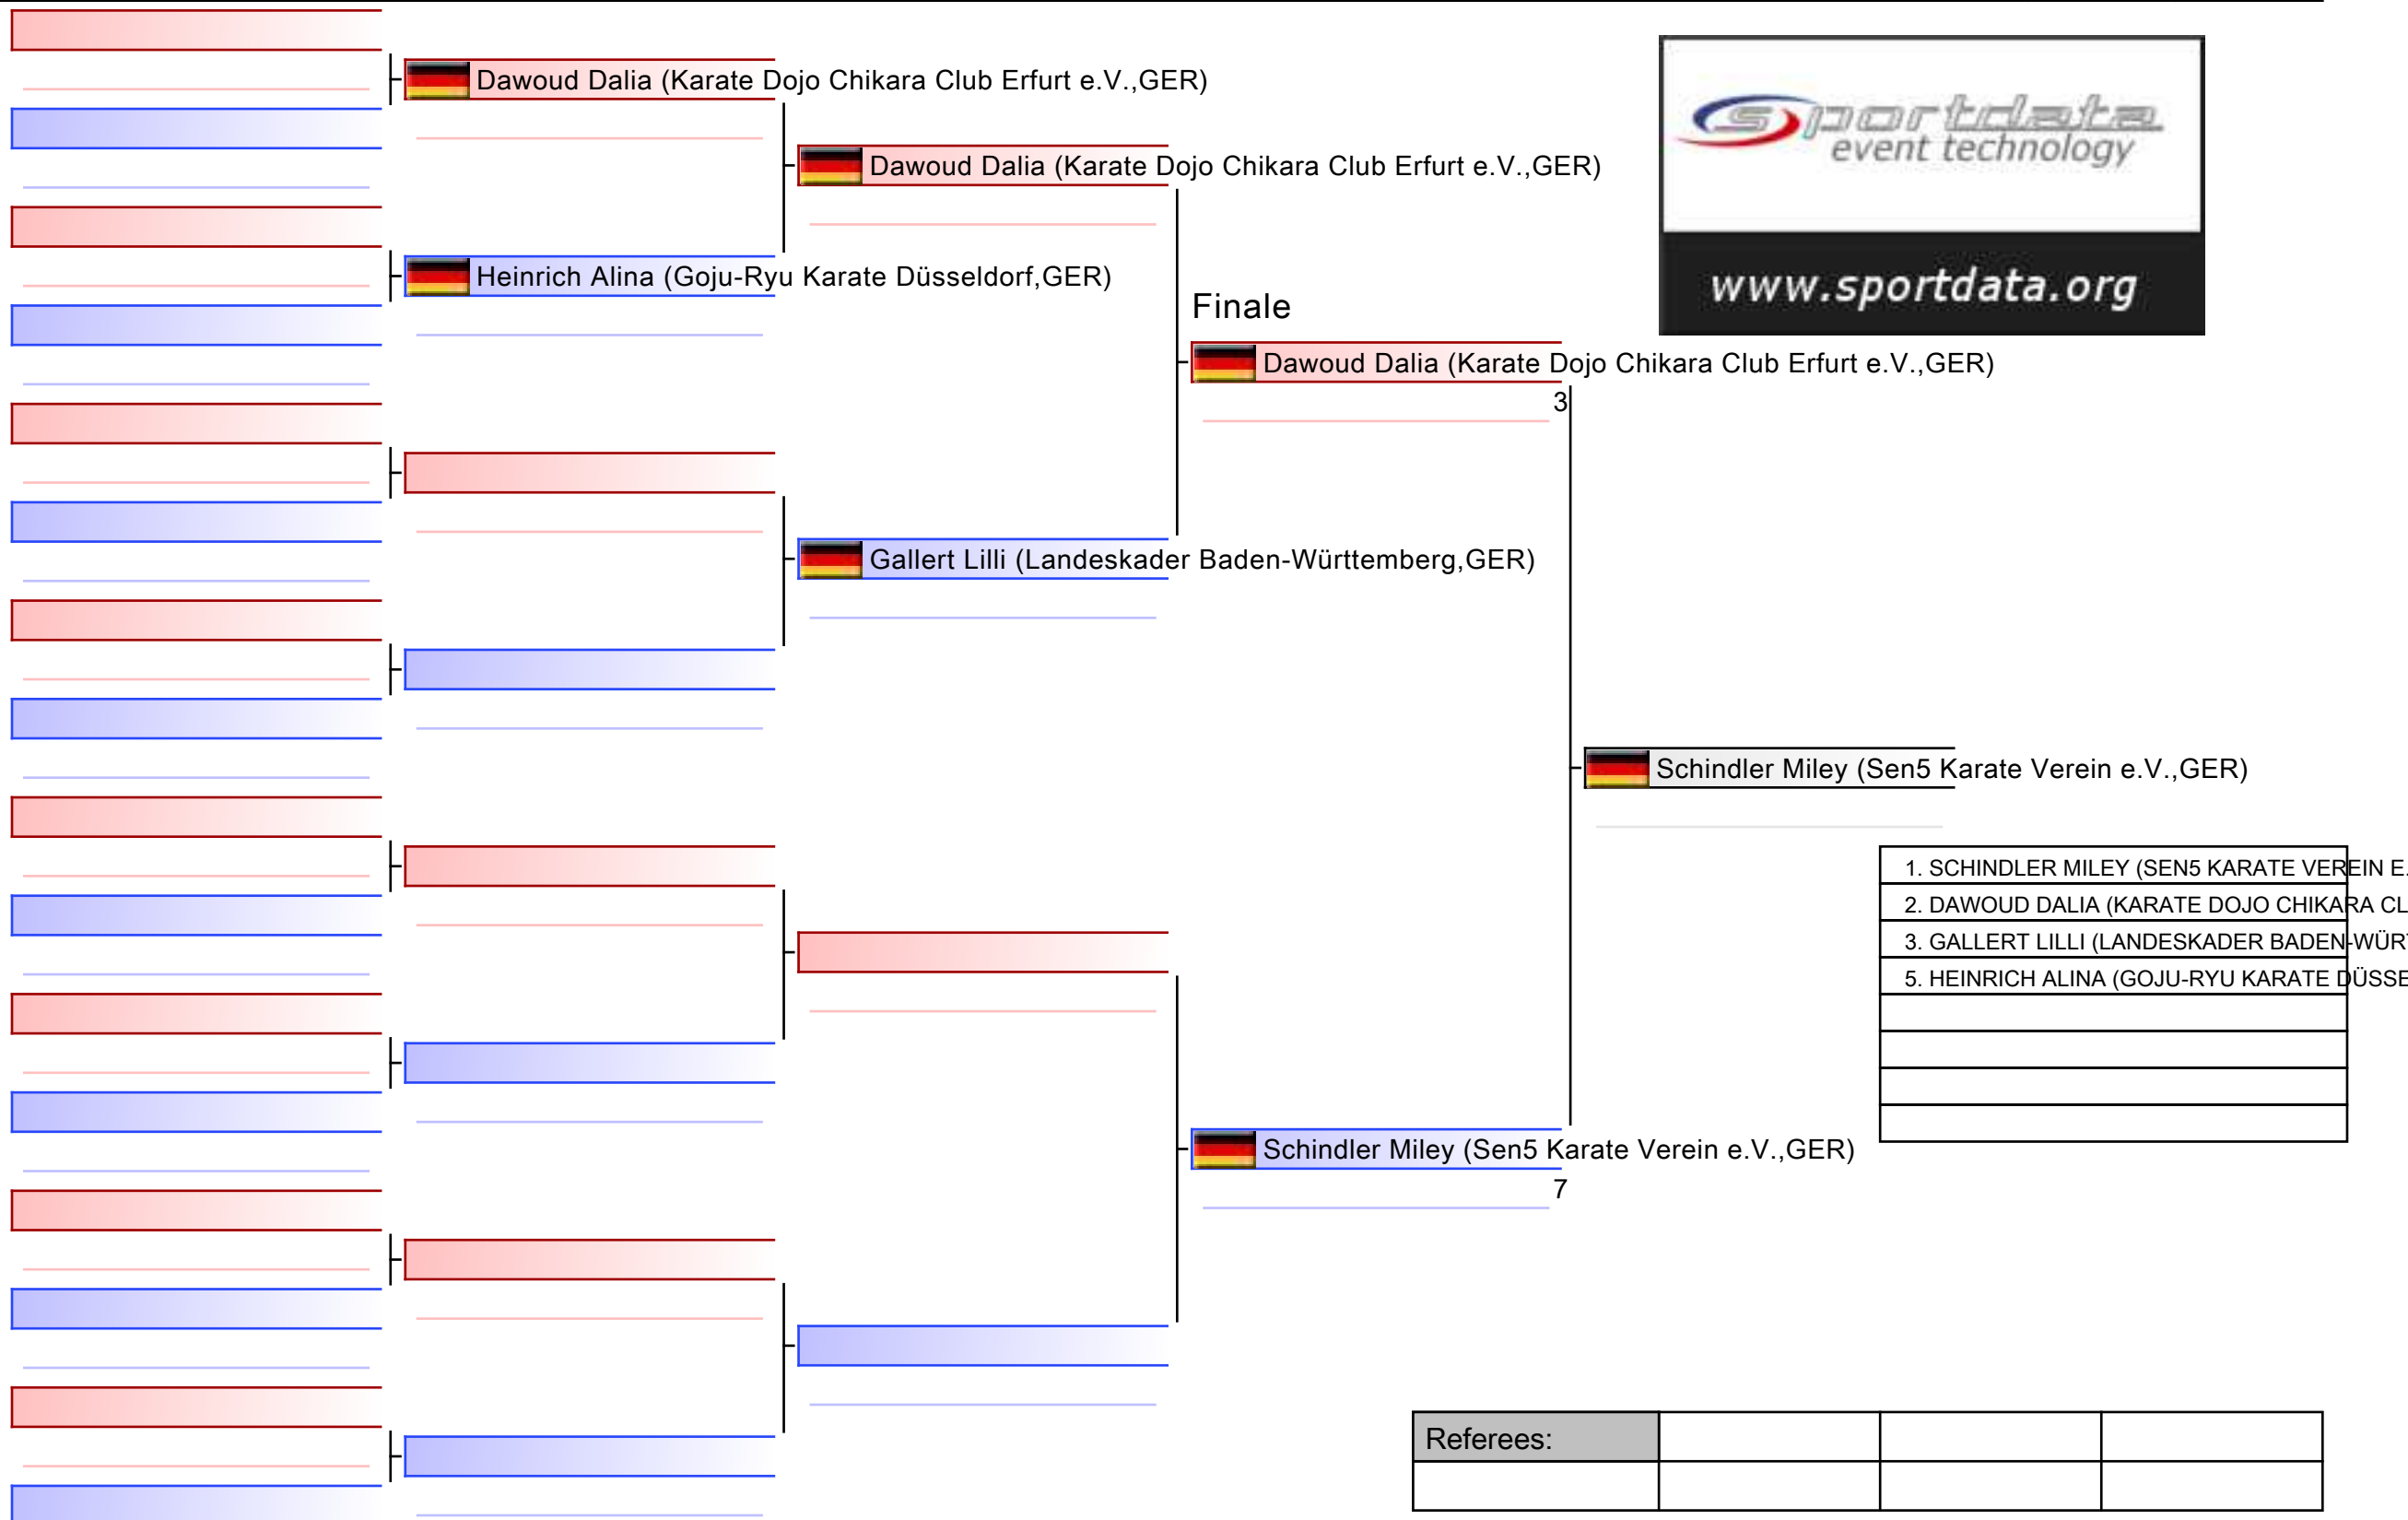 Dawoud Dalia (Karate Dojo Chikara Club Erfurt e.V.,GER)
sportdata
event technology
www.sportdata.org
Dawoud Dalia (Karate Dojo Chikara Club Erfurt e.V.,GER)
Heinrich Alina (Goju-Ryu Karate Düsseldorf,GER)
Finale
Dawoud Dalia (Karate Dojo Chikara Club Erfurt e.V.,GER)
3
Gallert Lilli (Landeskader Baden-Württemberg,GER)
Schindler Miley (Sen5 Karate Verein e.V.,GER)
1. SCHINDLER MILEY (SEN5 KARATE VEREIN E.
2. DAWOUD DALIA (KARATE DOJO CHIKARA CL
3. GALLERT LILLI (LANDESKADER BADEN-WÜR
5. HEINRICH ALINA (GOJU-RYU KARATE DÜSSE
Schindler Miley (Sen5 Karate Verein e.V.,GER)
7
Referees: